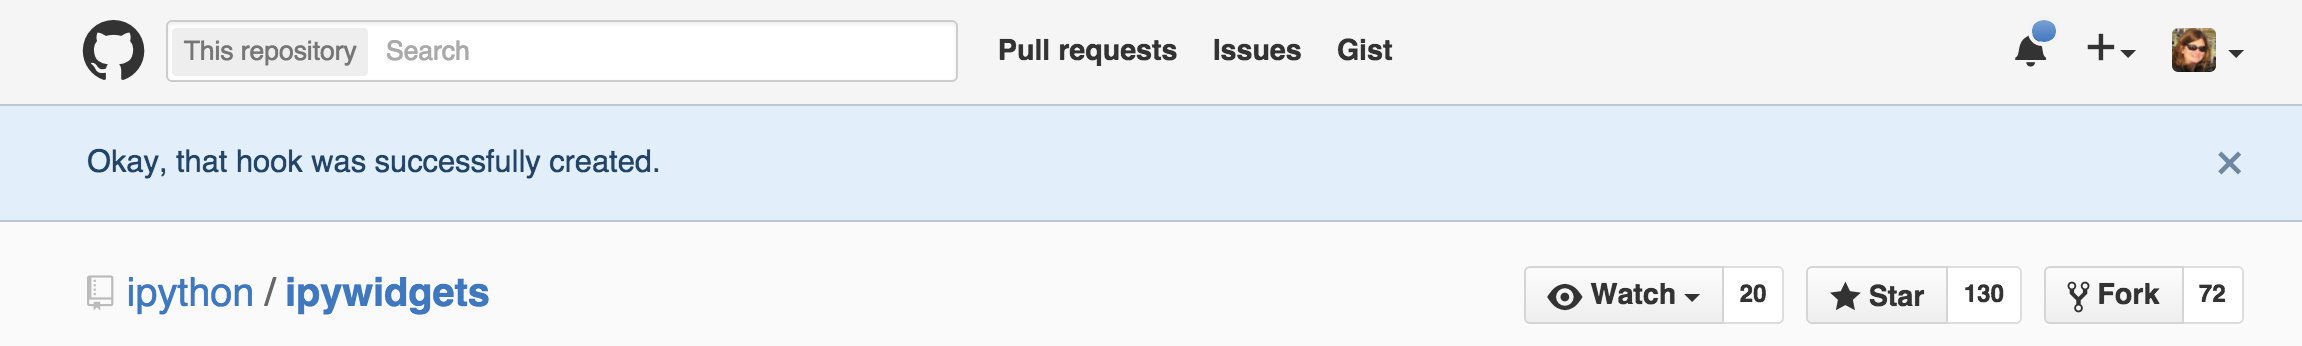 This repository Search Pull requests Issues Gist
Okay, that hook was successfully created.
ipython / ipywidgets Watch 20 Star 130 Fork 72